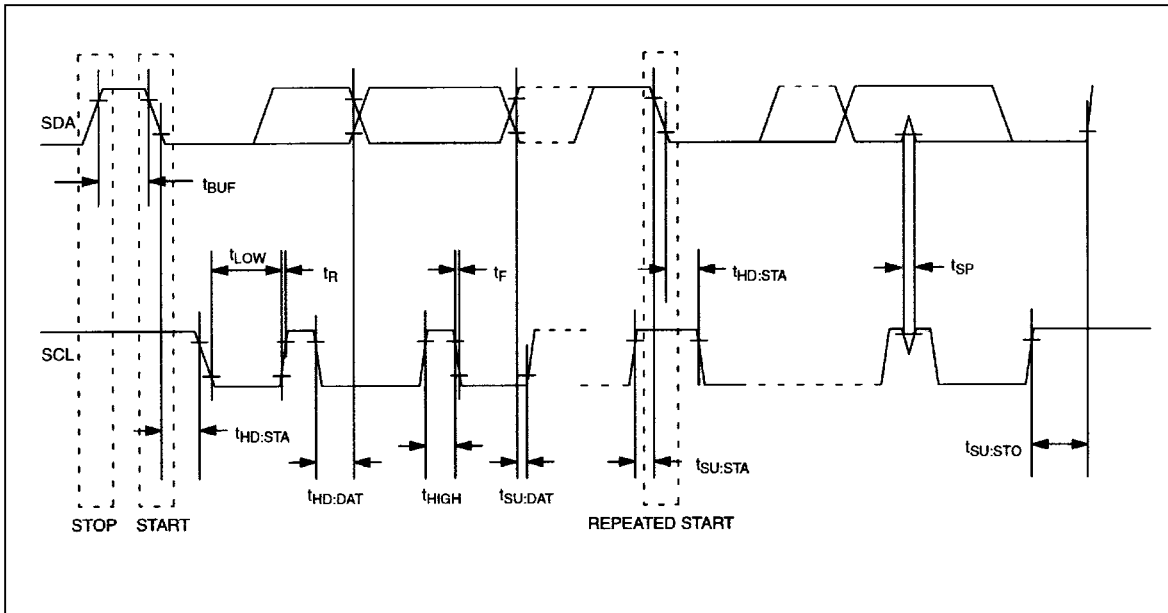 SDA
tBUF
tLOW
tR
tF
tHD:STA
tSP
SCL
tHD:STA
tSU:STA
tSU:STO
tHD:DAT
tHIGH
tSU:DAT
STOP
START
REPEATED START